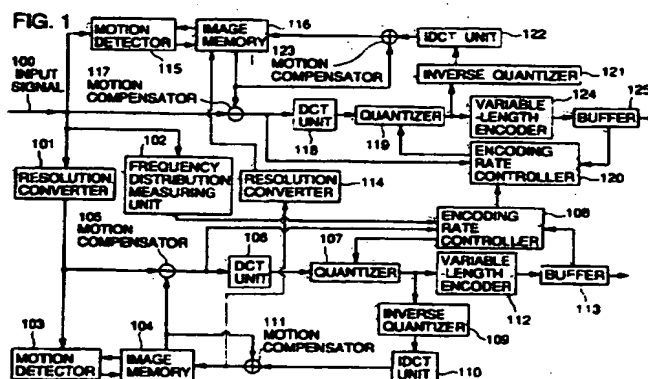 FIG. 1
100
INPUT
SIGNAL
MOTION
DETECTOR
115
IMAGE
MEMORY
116
117
MOTION
COMPENSATOR
123
MOTION
COMPENSATOR
IDCT UNIT
122
INVERSE QUANTIZER
121
DCT
UNIT
118
QUANTIZER
119
124
VARIABLE
-LENGTH
ENCODER
125
BUFFER
ENCODING
RATE
CONTROLLER
120
101
RESOLUTION
CONVERTER
102
FREQUENCY
DISTRIBUTION
MEASURING
UNIT
RESOLUTION
CONVERTER
114
105
MOTION
COMPENSATOR
106
DCT
UNIT
107
QUANTIZER
ENCODING
RATE
CONTROLLER
108
VARIABLE
-LENGTH
ENCODER
112
BUFFER
113
INVERSE
QUANTIZER
109
103
MOTION
DETECTOR
104
IMAGE
MEMORY
111
MOTION
COMPENSATOR
IDCT
UNIT
110